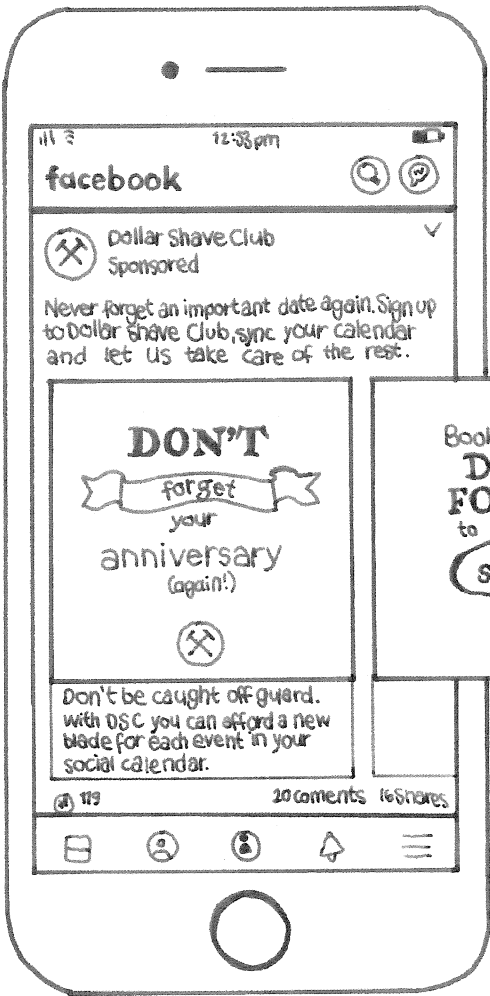 12:53pm
facebook
Dollar Shave Club
Sponsored
Never forget an important date again. Sign up
to Dollar Shave Club, sync your calendar
and let us take care of the rest.
DON'T
forget
your
anniversary
(again!)
Don't be caught off guard.
With DSC you can afford a new
blade for each event in your
social calendar.
Boo
D
FO
to
S
119
20 Coments 16 Shares